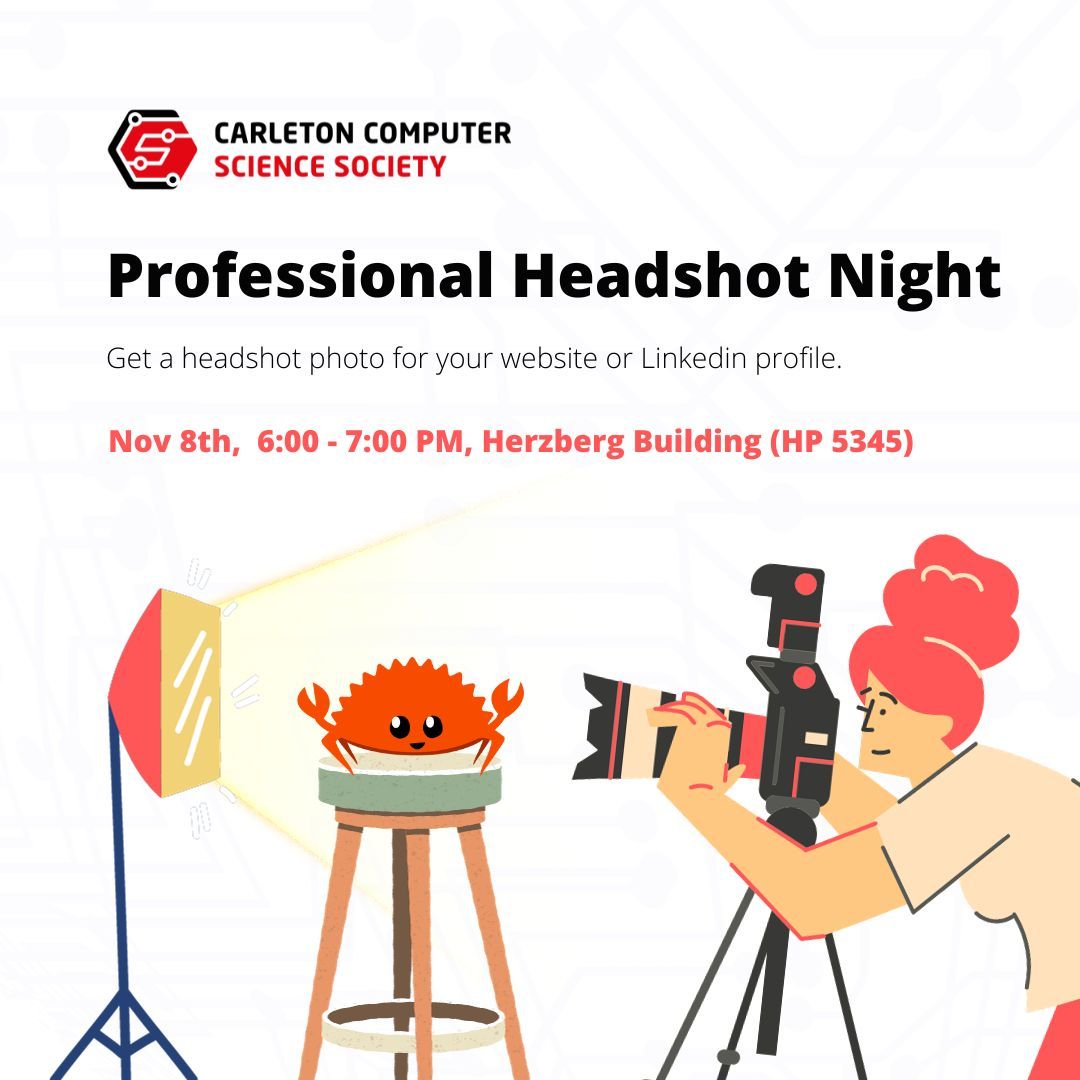 CARLETON COMPUTER
SCIENCE SOCIETY
Professional Headshot Night
Get a headshot photo for your website or Linkedin profile.
Nov 8th,  6:00 - 7:00 PM, Herzberg Building (HP 5345)